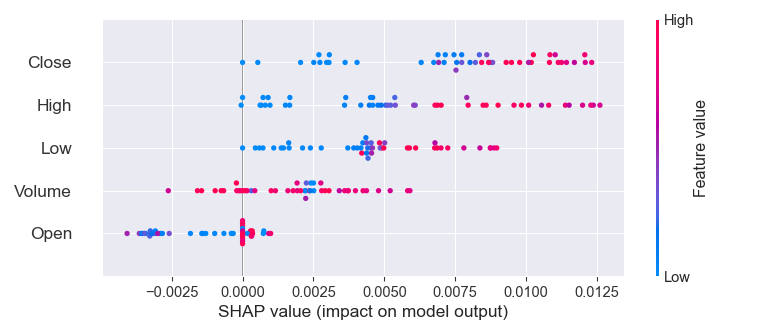 High
Close
High
Low
Feature value
Volume
Open
Low
−0.0025 0.0000 0.0025 0.0050 0.0075 0.0100 0.0125
SHAP value (impact on model output)